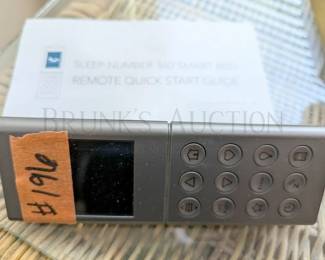 SLEEP NUMBER 360 SMART BED
REMOTE QUICK START GUIDE
BRUNK'S AUCTION
#196